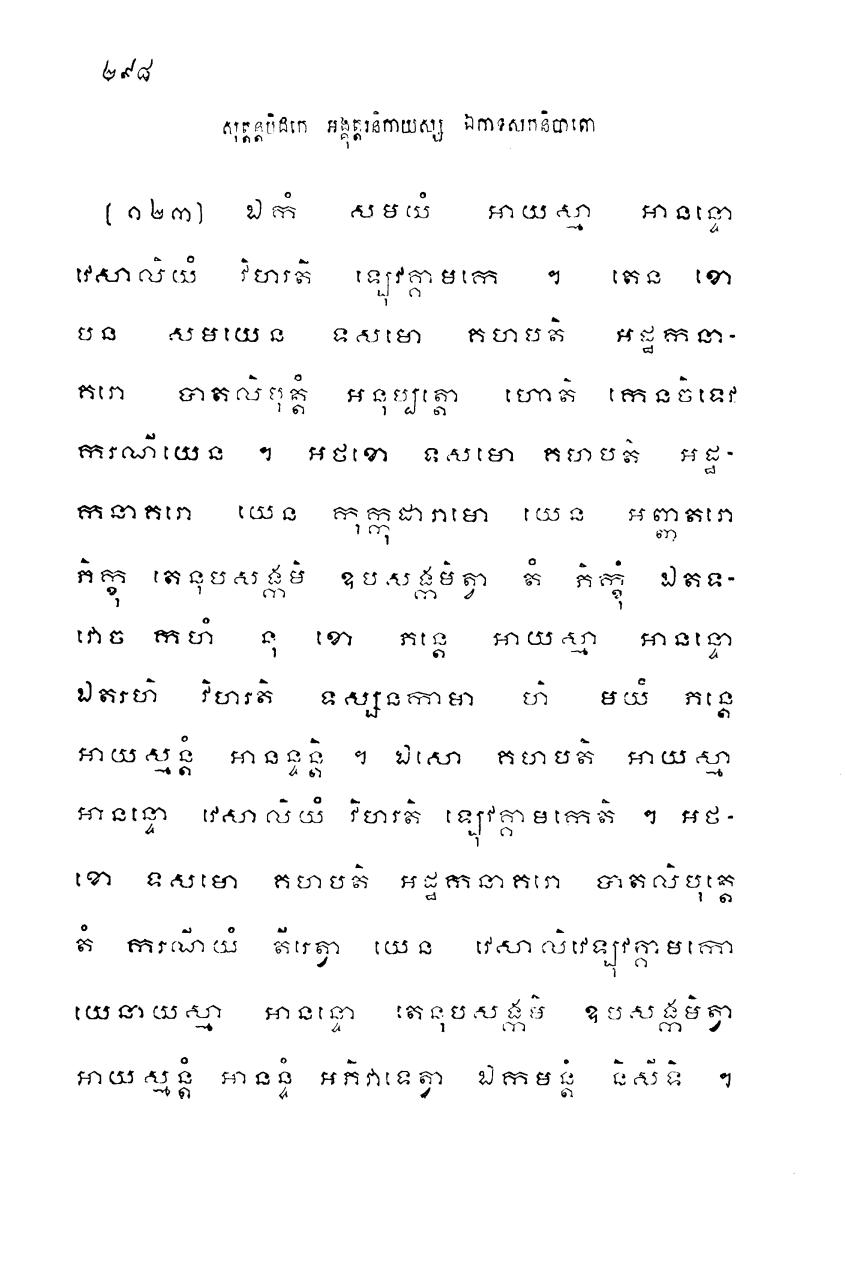 ២៩៨
សុត្តន្តបិដកេ អង្គុត្តរនិកាយស្ស ឯកាទសកនិបាតោ
(១២៣) ឯកំ សមយំ អាយស្មា អានន្ទោ
វេសាលិយំ វិហរតិ ឡ្យេវុគ្គាមកេ ។ តេន ខោ
បន សមយេន ទសមោ គហបតិ អដ្ឋកនា-
គរោ បាតលិបុត្តំ អនុប្បត្តោ ហោតិ កេនចិទេវ
ករណីយេន ។ អថខោ ទសមោ គហបតិ អដ្ឋ-
កនាគរោ យេន កុក្កុដារាមោ យេន អញ្ញតរោ
ភិក្ខុ តេនុបសង្កមិ ឧបសង្កមិត្វា តំ ភិក្ខុំ ឯតទ-
វោច កហំ នុ ខោ ភន្តេ អាយស្មា អានន្ទោ
ឯតរហិ វិហរតិ ទស្សនកាមា ហិ មយំ ភន្តេ
អាយស្មន្តំ អានន្ទន្តិ ។ ឯសោ គហបតិ អាយស្មា
អានន្ទោ វេសាលិយំ វិហរតិ ឡ្យេវុគ្គាមកេតិ ។ អថ-
ខោ ទសមោ គហបតិ អដ្ឋកនាគរោ បាតលិបុត្តេ
តំ ករណីយំ តីរេត្វា យេន វេសាលិវេឡុវគ្គាមកោ
យេនាយស្មា អានន្ទោ តេនុបសង្កមិ ឧបសង្កមិត្វា
អាយស្មន្តំ អានន្ទំ អភិវាទេត្វា ឯកមន្តំ និសីទិ ។